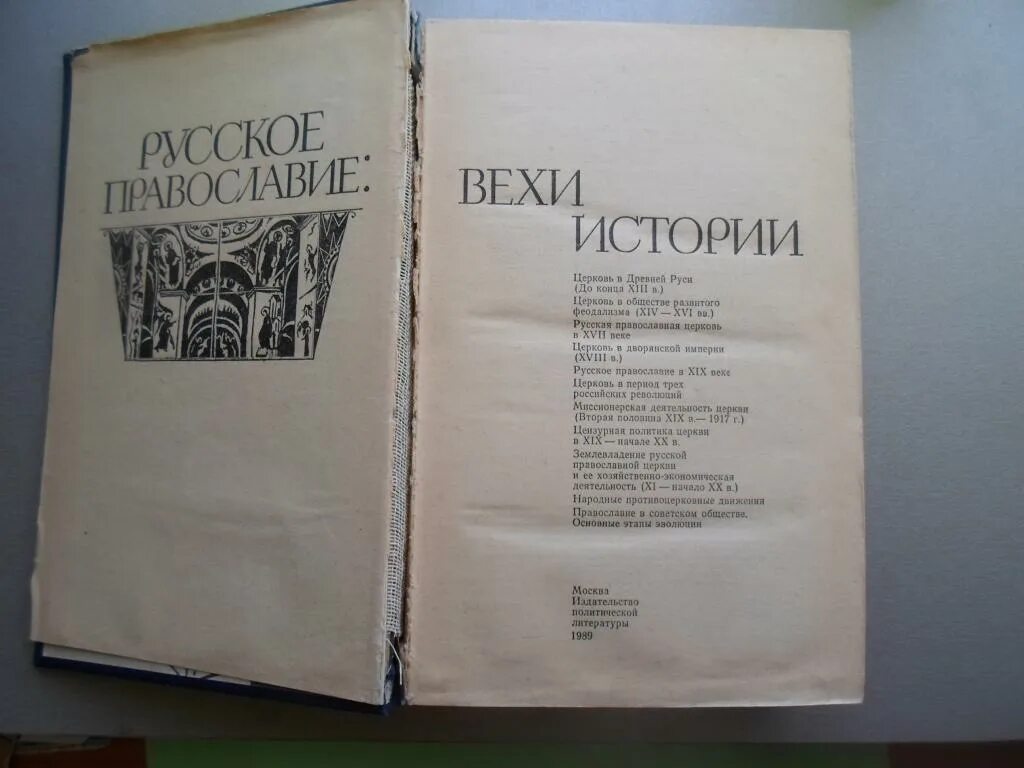 РУССКОЕ
ПРАВОСЛАВИЕ:
ВЕХИ
ИСТОРИИ
Церковь в Древней Руси
(До конца XIII в.)
Церковь в обществе развитого
феодализма (XIV — XVI вв.)
Русская православная церковь
в XVII веке
Церковь в дворянской империи
(XVIII в.)
Русское православие в XIX веке
Церковь в период трех
российских революций
Миссионерская деятельность церкви
(Вторая половина XIX в.— 1917 г.)
Цензурная политика церкви
в XIX — начале XX в.
Землевладение русской
православной церкви
и ее хозяйственно-экономическая
деятельность (XI — начало XX в.)
Народные противоцерковные движения
Православие в советском обществе.
Основные этапы эволюции
Москва
Издательство
политической
литературы
1989